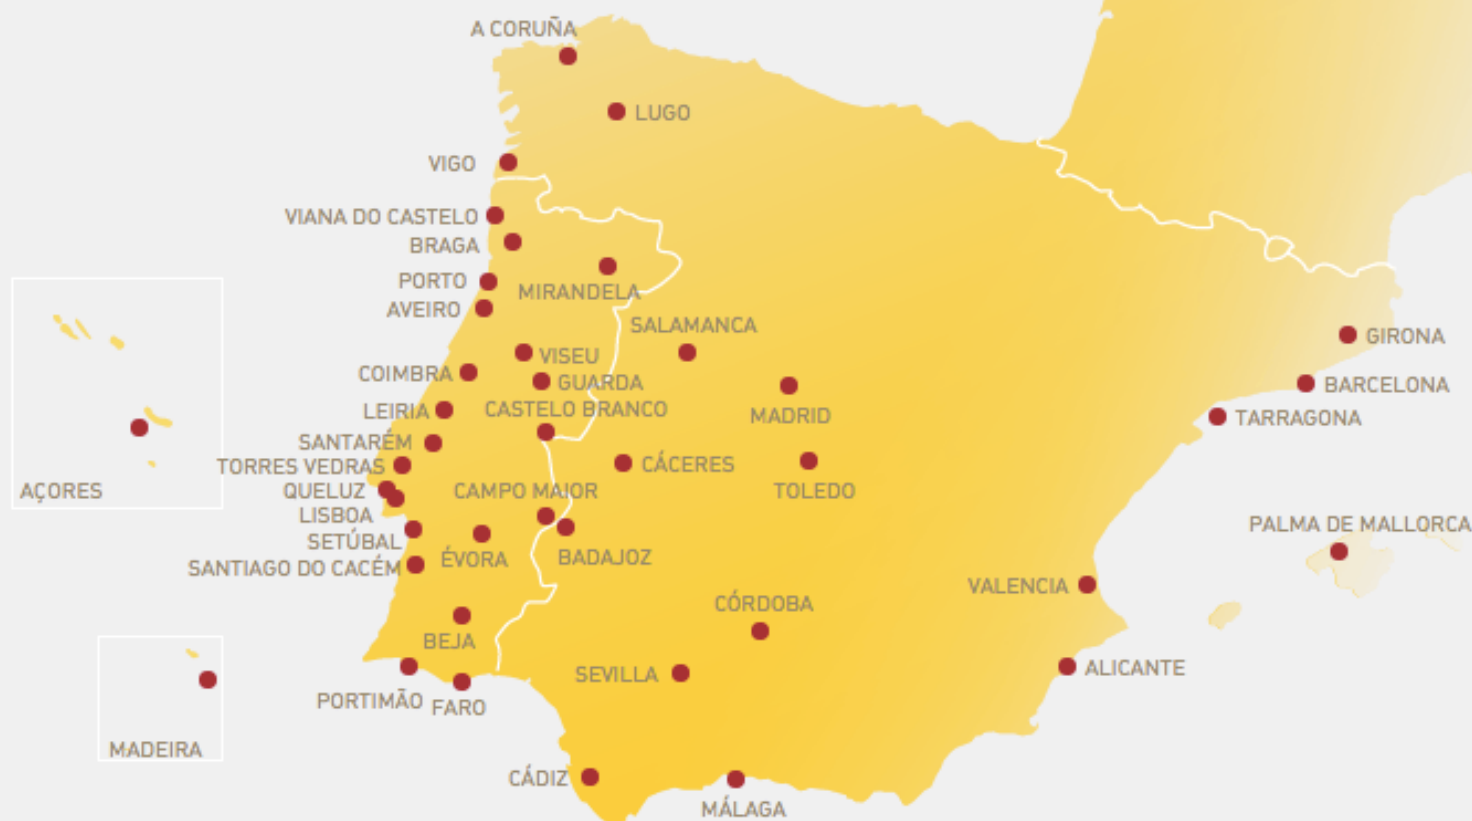 A CORUÑA
LUGO
VIGO
VIANA DO CASTELO
BRAGA
PORTO
MIRANDELA
AVEIRO
SALAMANCA
GIRONA
VISEU
COIMBRA
GUARDA
BARCELONA
LEIRIA
CASTELO BRANCO
MADRID
TARRAGONA
SANTARÉM
TORRES VEDRAS
CÁCERES
QUELUZ
CAMPO MAIOR
TOLEDO
AÇORES
LISBOA
PALMA DE MALLORCA
SETÚBAL
ÉVORA
BADAJOZ
SANTIAGO DO CACÉM
VALENCIA
CÓRDOBA
BEJA
ALICANTE
SEVILLA
PORTIMÃO
FARO
MADEIRA
CÁDIZ
MÁLAGA